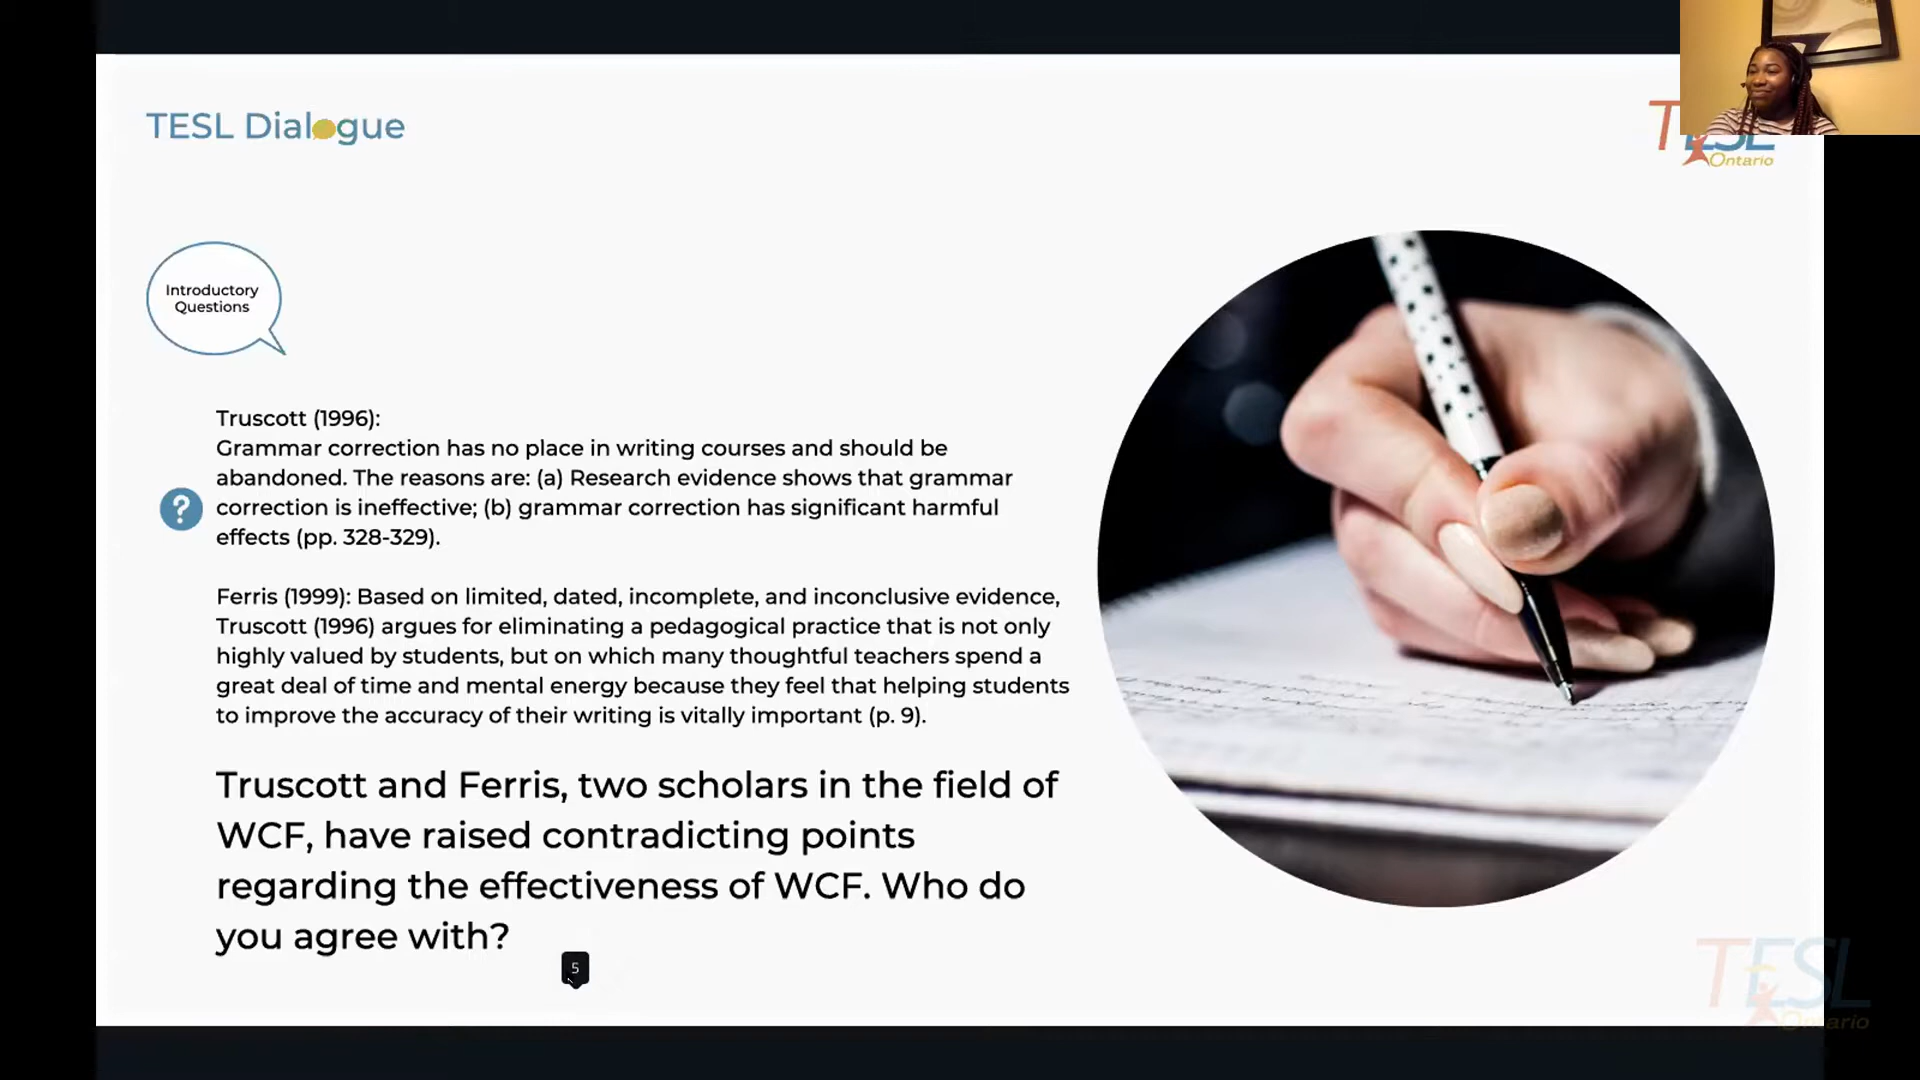 TESL Dialogue
TESL
Ontario
Introductory
Questions
Truscott (1996):
Grammar correction has no place in writing courses and should be
abandoned. The reasons are: (a) Research evidence shows that grammar
correction is ineffective; (b) grammar correction has significant harmful
effects (pp. 328-329).
?
Ferris (1999): Based on limited, dated, incomplete, and inconclusive evidence,
Truscott (1996) argues for eliminating a pedagogical practice that is not only
highly valued by students, but on which many thoughtful teachers spend a
great deal of time and mental energy because they feel that helping students
to improve the accuracy of their writing is vitally important (p. 9).
Truscott and Ferris, two scholars in the field of
WCF, have raised contradicting points
regarding the effectiveness of WCF. Who do
you agree with?
5
TESL
Ontario